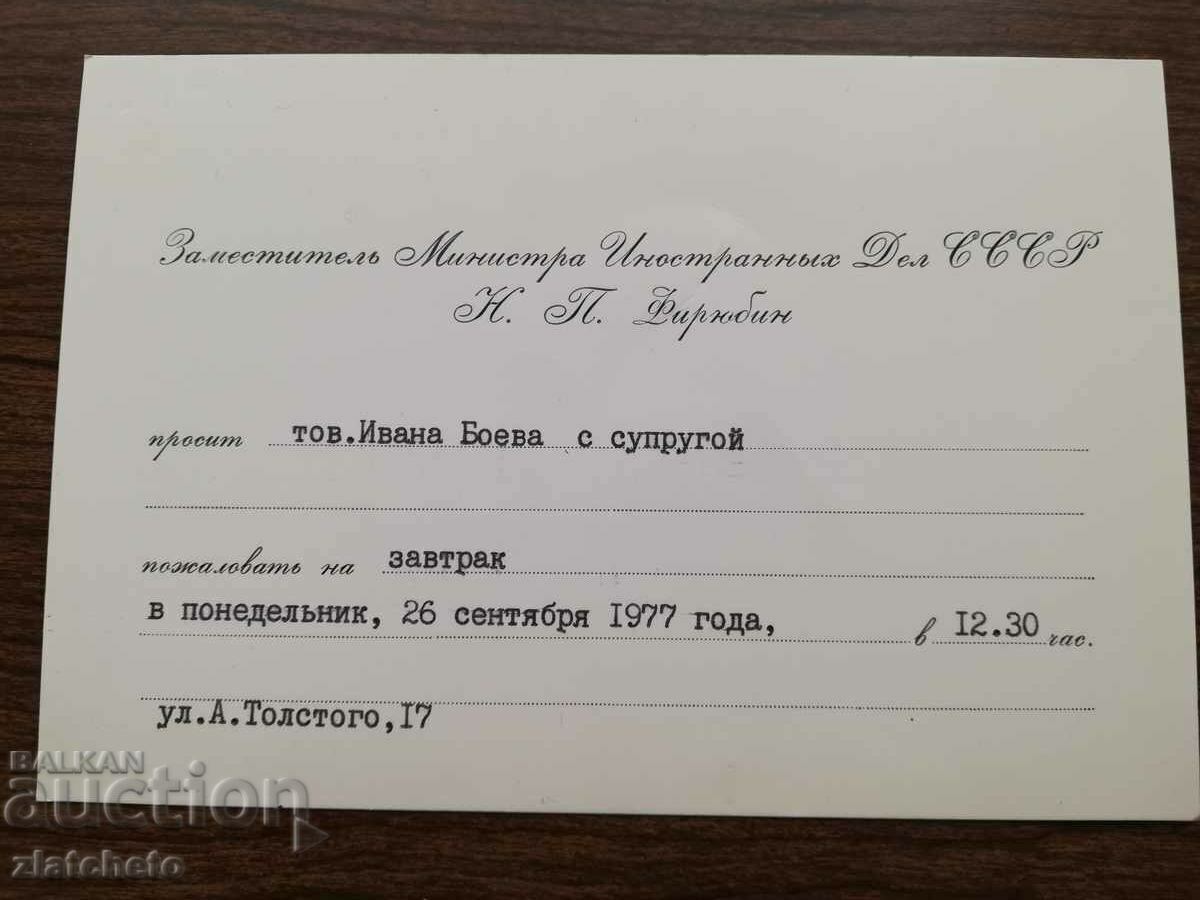 Заместитель Министра Иностранных Дел СССР
Н. П. Фирюбин
просит тов.Ивана Боева с супругой
пожаловать на завтрак
в понедельник, 26 сентября 1977 года, в 12.30 час.
ул.А.Толстого,17
BALKAN
auction
zlatcheto